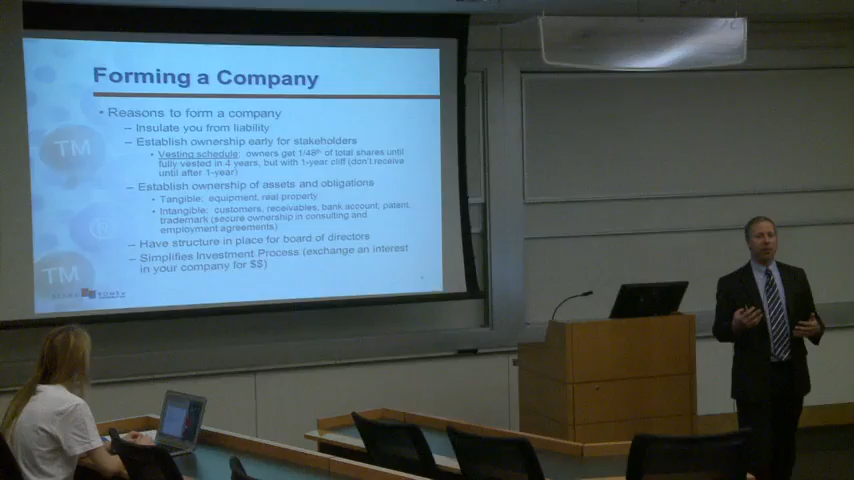 Forming a Company
• Reasons to form a company
– Insulate you from liability
– Establish ownership early for stakeholders
• Vesting schedule: owners get 1/48th of total shares until
fully vested in 4 years, but with 1-year cliff (don't receive
until after 1-year)
– Establish ownership of assets and obligations
• Tangible: equipment, real property
• Intangible: customers, receivables, bank account, patent,
trademark (secure ownership in consulting and
employment agreements)
– Have structure in place for board of directors
– Simplifies Investment Process (exchange an interest
in your company for $$)
TM
TM